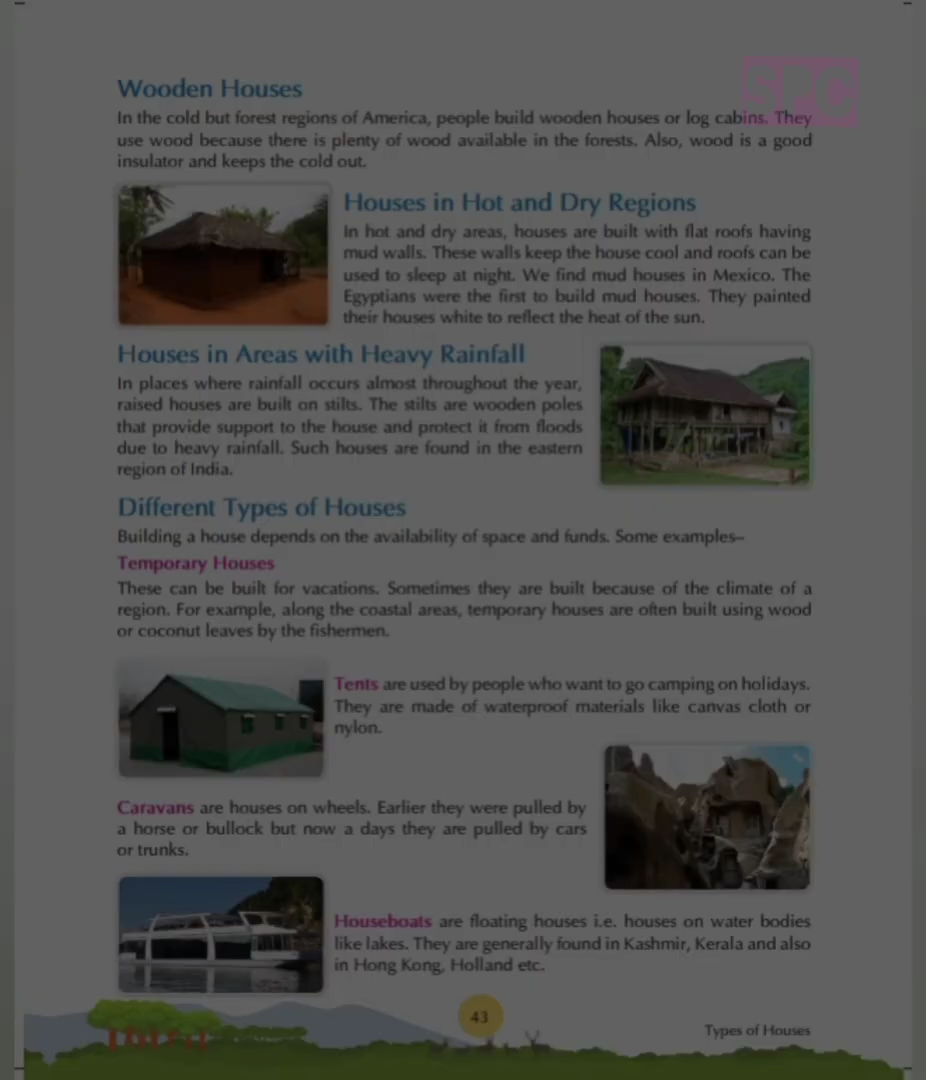 SPC
Wooden Houses
In the cold but forest regions of America, people build wooden houses or log cabins. They
use wood because there is plenty of wood available in the forests. Also, wood is a good
insulator and keeps the cold out.
Houses in Hot and Dry Regions
In hot and dry areas, houses are built with flat roofs having
mud walls. These walls keep the house cool and roofs can be
used to sleep at night. We find mud houses in Mexico. The
Egyptians were the first to build mud houses. They painted
their houses white to reflect the heat of the sun.
Houses in Areas with Heavy Rainfall
In places where rainfall occurs almost throughout the year,
raised houses are built on stilts. The stilts are wooden poles
that provide support to the house and protect it from floods
due to heavy rainfall. Such houses are found in the eastern
region of India.
Different Types of Houses
Building a house depends on the availability of space and funds. Some examples–
Temporary Houses
These can be built for vacations. Sometimes they are built because of the climate of a
region. For example, along the coastal areas, temporary houses are often built using wood
or coconut leaves by the fishermen.
Tents are used by people who want to go camping on holidays.
They are made of waterproof materials like canvas cloth or
nylon.
Caravans are houses on wheels. Earlier they were pulled by
a horse or bullock but now a days they are pulled by cars
or trunks.
Houseboats are floating houses i.e. houses on water bodies
like lakes. They are generally found in Kashmir, Kerala and also
in Hong Kong, Holland etc.
43
Types of Houses